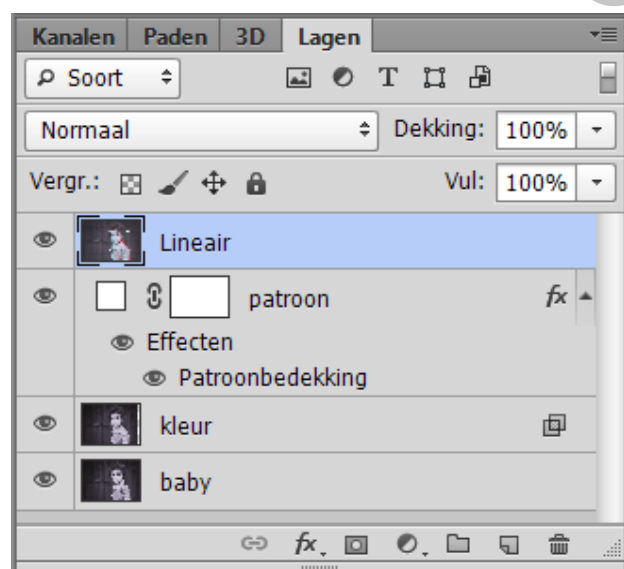 Kanalen Paden 3D Lagen
Soort T
Normaal Dekking: 100%
Vergr.: Vul: 100%
Lineair
patroon fx
Effecten
Patroonbedekking
kleur
baby
fx.